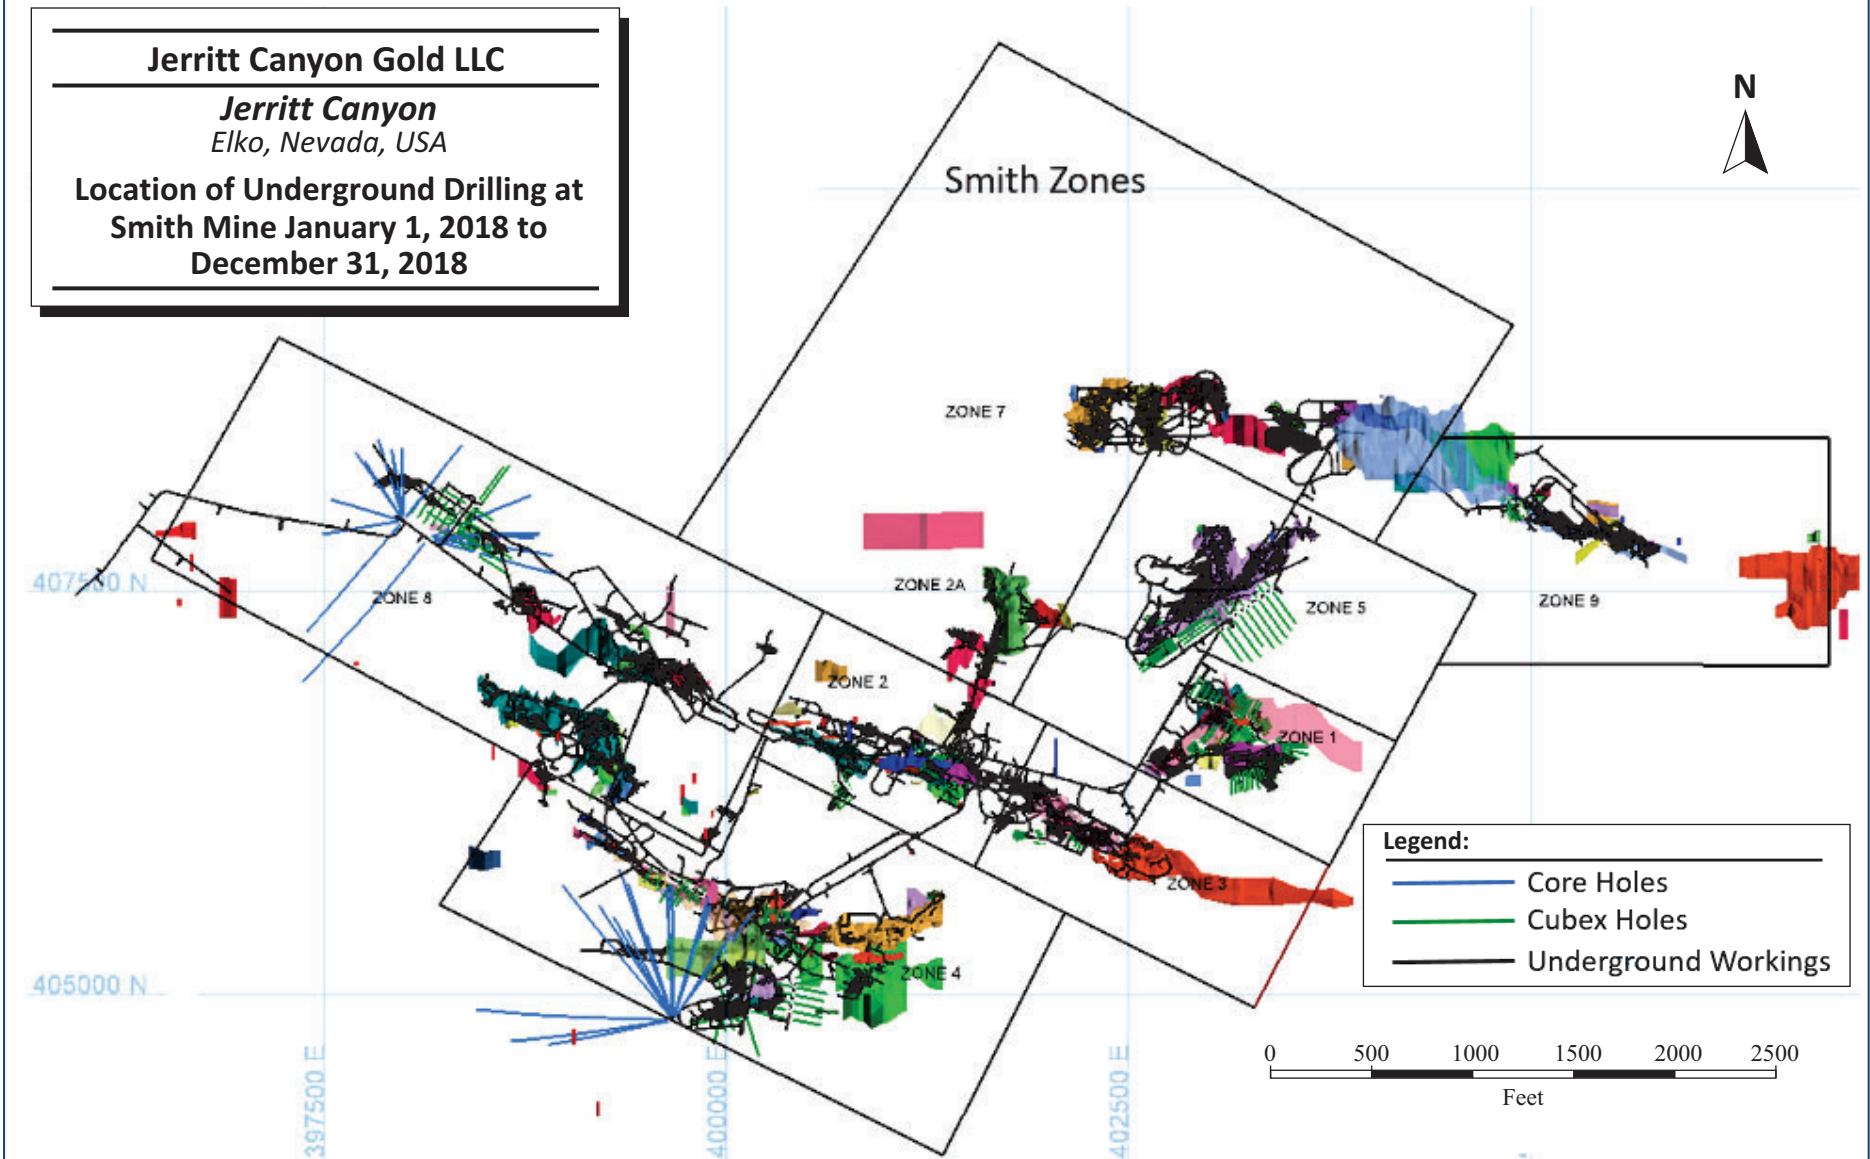 Jerritt Canyon Gold LLC
Jerritt Canyon
Elko, Nevada, USA
Location of Underground Drilling at
Smith Mine January 1, 2018 to
December 31, 2018
N
Smith Zones
ZONE 7
ZONE 2A
ZONE 8
ZONE 5
ZONE 9
407500 N
ZONE 2
ZONE 1
ZONE 3
ZONE 4
405000 N
397500 E
400000 E
402500 E
Legend:
Core Holes
Cubex Holes
Underground Workings
0 500 1000 1500 2000 2500
Feet